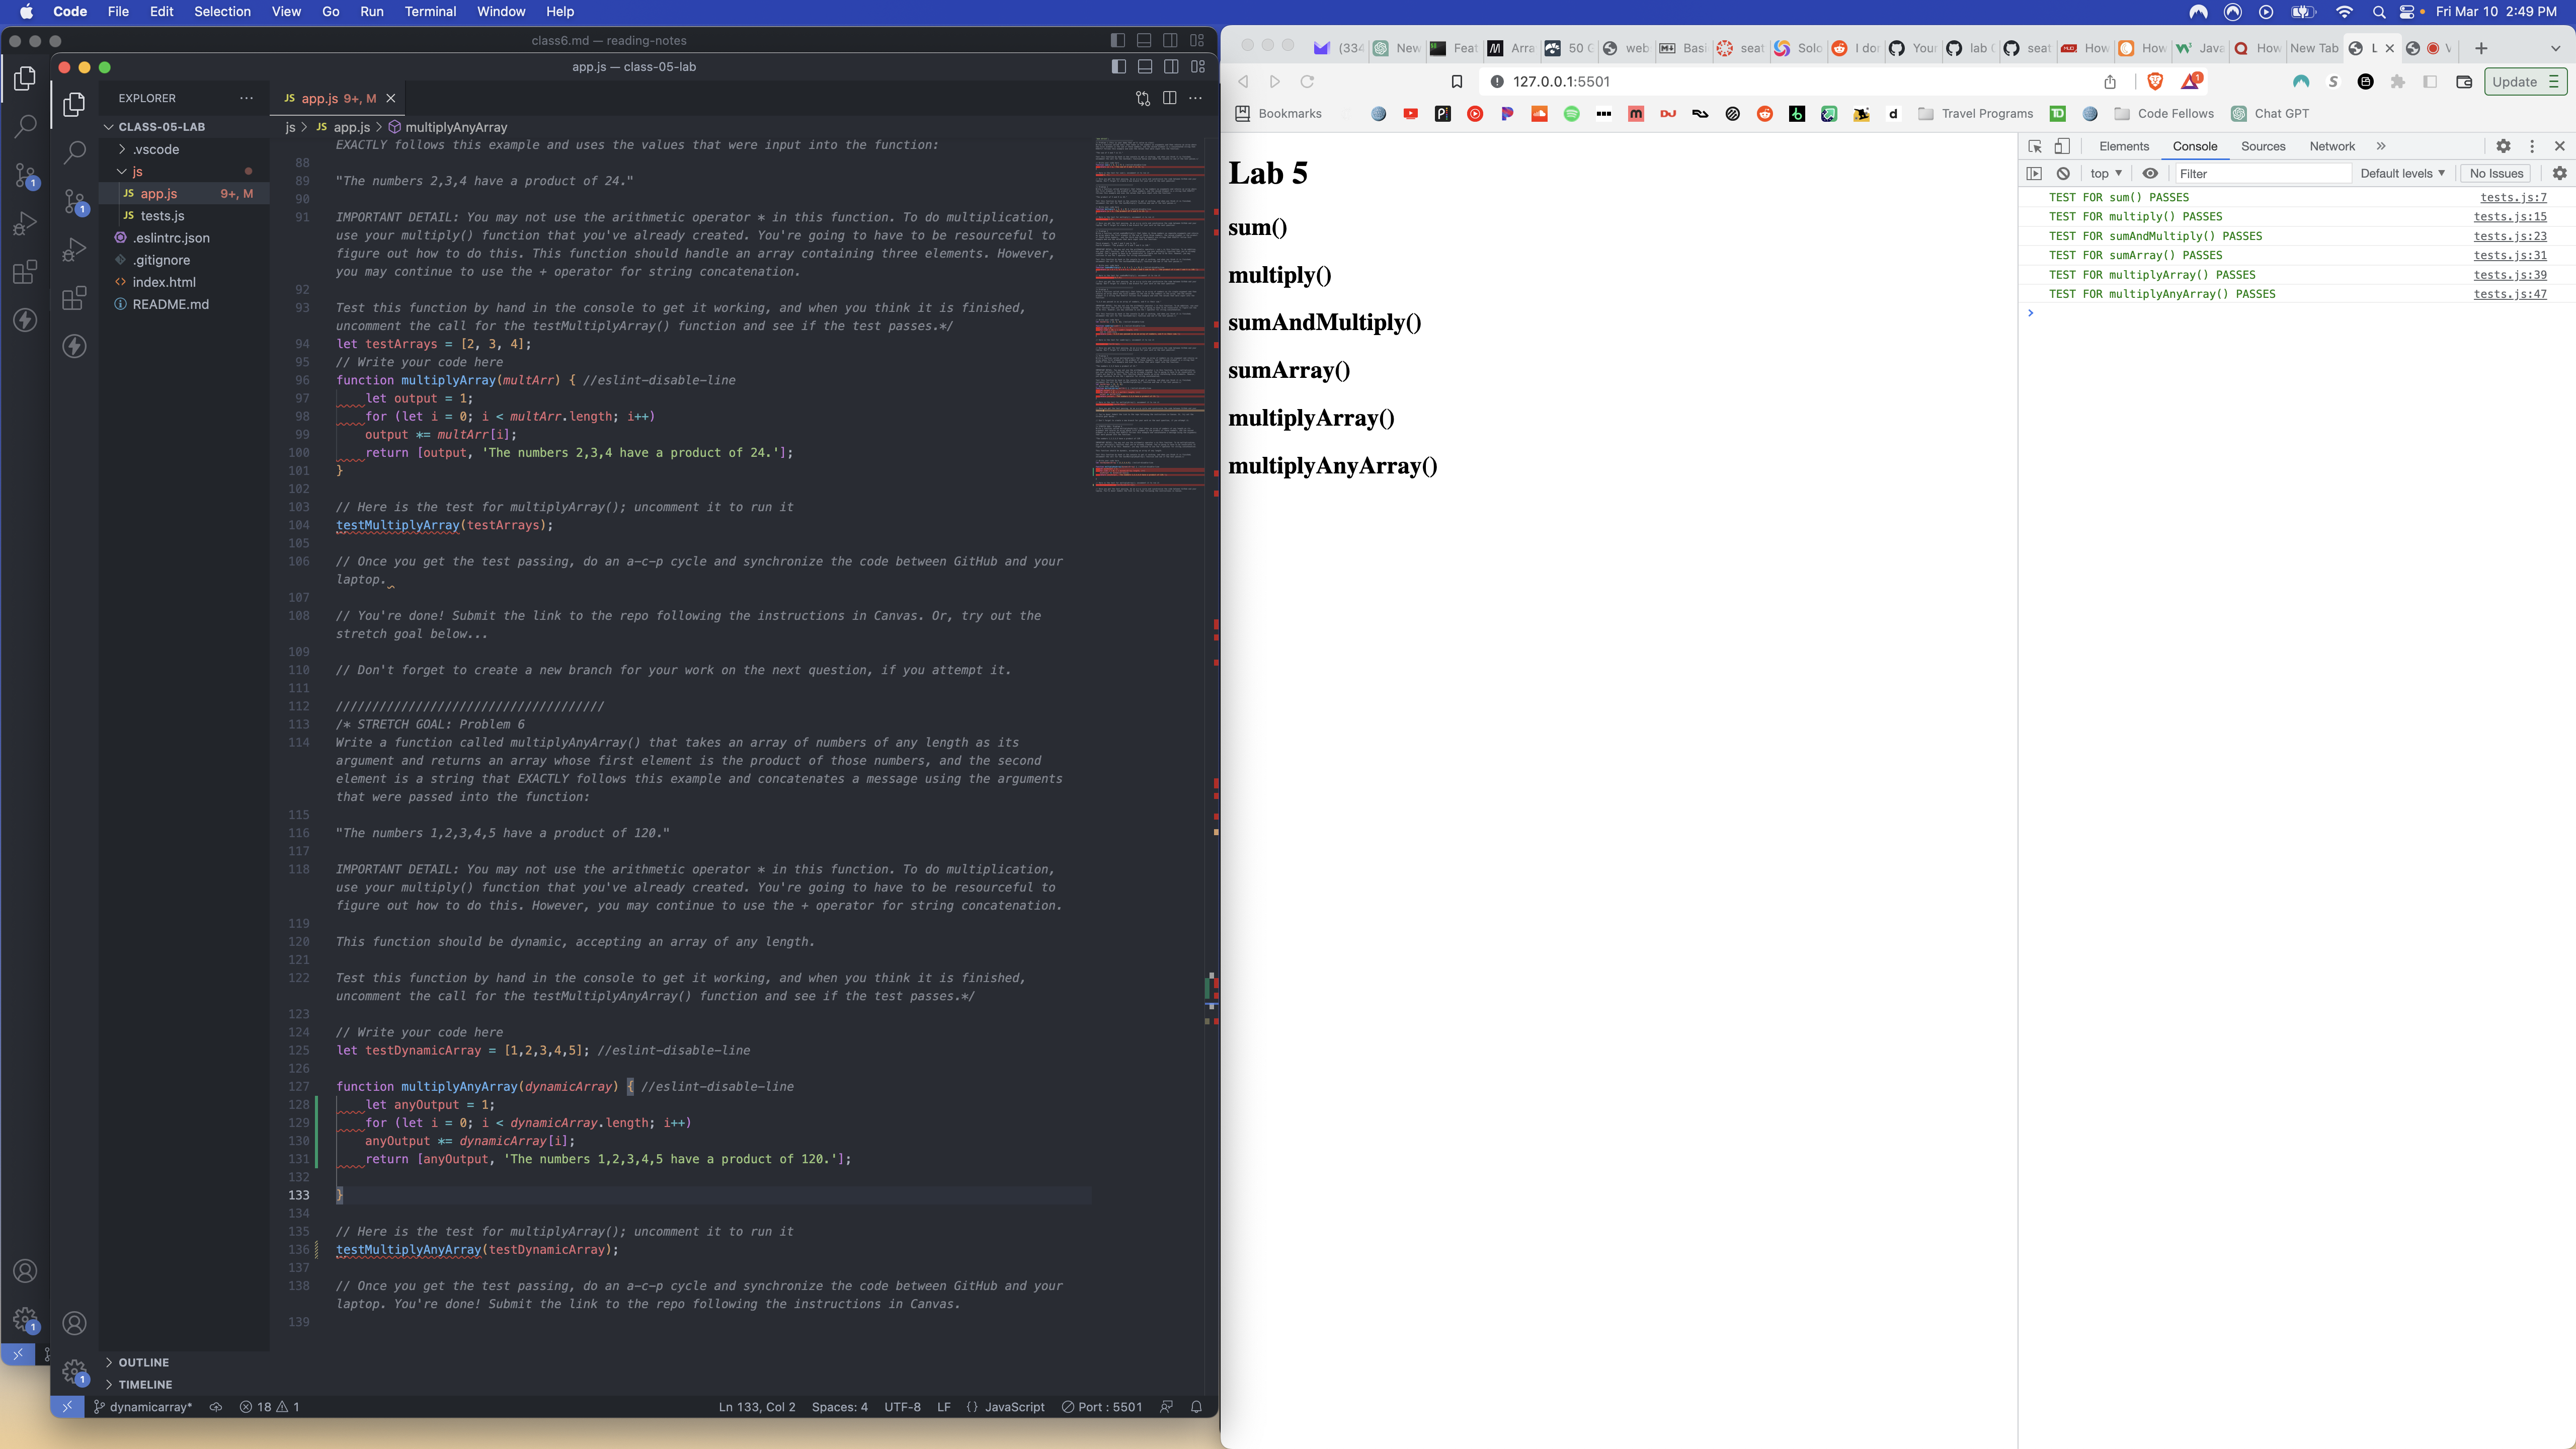 Code File Edit Selection View Go Run Terminal Window Help
Fri Mar 10 2:49 PM
class6.md — reading-notes
app.js — class-05-lab
EXPLORER
CLASS-05-LAB
.vscode
js
app.js 9+, M
tests.js
.eslintrc.json
.gitignore
index.html
README.md
OUTLINE
TIMELINE
1
1
1
1
JS app.js 9+, M
js > JS app.js > multiplyAnyArray
EXACTLY follows this example and uses the values that were input into the function:
88
89 "The numbers 2,3,4 have a product of 24."
90
91 IMPORTANT DETAIL: You may not use the arithmetic operator * in this function. To do multiplication,
use your multiply() function that you've already created. You're going to have to be resourceful to
figure out how to do this. This function should handle an array containing three elements. However,
you may continue to use the + operator for string concatenation.
92
93 Test this function by hand in the console to get it working, and when you think it is finished,
uncomment the call for the testMultiplyArray() function and see if the test passes.*/
94 let testArrays = [2, 3, 4];
95 // Write your code here
96 function multiplyArray(multArr) { //eslint-disable-line
97 let output = 1;
98 for (let i = 0; i < multArr.length; i++)
99 output *= multArr[i];
100 return [output, 'The numbers 2,3,4 have a product of 24.'];
101 }
102
103 // Here is the test for multiplyArray(); uncomment it to run it
104 testMultiplyArray(testArrays);
105
106 // Once you get the test passing, do an a-c-p cycle and synchronize the code between GitHub and your
laptop.
107
108 // You're done! Submit the link to the repo following the instructions in Canvas. Or, try out the
stretch goal below...
109
110 // Don't forget to create a new branch for your work on the next question, if you attempt it.
111
112 /////////////////////////////////////
113 /* STRETCH GOAL: Problem 6
114 Write a function called multiplyAnyArray() that takes an array of numbers of any length as its
argument and returns an array whose first element is the product of those numbers, and the second
element is a string that EXACTLY follows this example and concatenates a message using the arguments
that were passed into the function:
115
116 "The numbers 1,2,3,4,5 have a product of 120."
117
118 IMPORTANT DETAIL: You may not use the arithmetic operator * in this function. To do multiplication,
use your multiply() function that you've already created. You're going to have to be resourceful to
figure out how to do this. However, you may continue to use the + operator for string concatenation.
119
120 This function should be dynamic, accepting an array of any length.
121
122 Test this function by hand in the console to get it working, and when you think it is finished,
uncomment the call for the testMultiplyAnyArray() function and see if the test passes.*/
123
124 // Write your code here
125 let testDynamicArray = [1,2,3,4,5]; //eslint-disable-line
126
127 function multiplyAnyArray(dynamicArray) { //eslint-disable-line
128 let anyOutput = 1;
129 for (let i = 0; i < dynamicArray.length; i++)
130 anyOutput *= dynamicArray[i];
131 return [anyOutput, 'The numbers 1,2,3,4,5 have a product of 120.'];
132
133 }
134
135 // Here is the test for multiplyArray(); uncomment it to run it
136 testMultiplyAnyArray(testDynamicArray);
137
138 // Once you get the test passing, do an a-c-p cycle and synchronize the code between GitHub and your
laptop. You're done! Submit the link to the repo following the instructions in Canvas.
139
dynamicarray* 18 1 Ln 133, Col 2 Spaces: 4 UTF-8 LF {} JavaScript Port : 5501
(334 New Feat Arra 50 G web Basi seat Solo I dor Your lab seat How How Java How New Tab L
127.0.0.1:5501
1
Update
Bookmarks Travel Programs TD Code Fellows Chat GPT
Lab 5
sum()
multiply()
sumAndMultiply()
sumArray()
multiplyArray()
multiplyAnyArray()
Elements Console Sources Network
top Filter Default levels No Issues
TEST FOR sum() PASSES tests.js:7
TEST FOR multiply() PASSES tests.js:15
TEST FOR sumAndMultiply() PASSES tests.js:23
TEST FOR sumArray() PASSES tests.js:31
TEST FOR multiplyArray() PASSES tests.js:39
TEST FOR multiplyAnyArray() PASSES tests.js:47